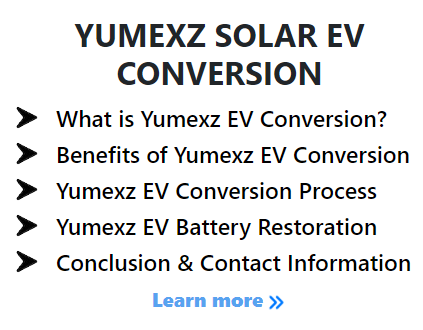 YUMEXZ SOLAR EV
CONVERSION
What is Yumexz EV Conversion?
Benefits of Yumexz EV Conversion
Yumexz EV Conversion Process
Yumexz EV Battery Restoration
Conclusion & Contact Information
Learn more »